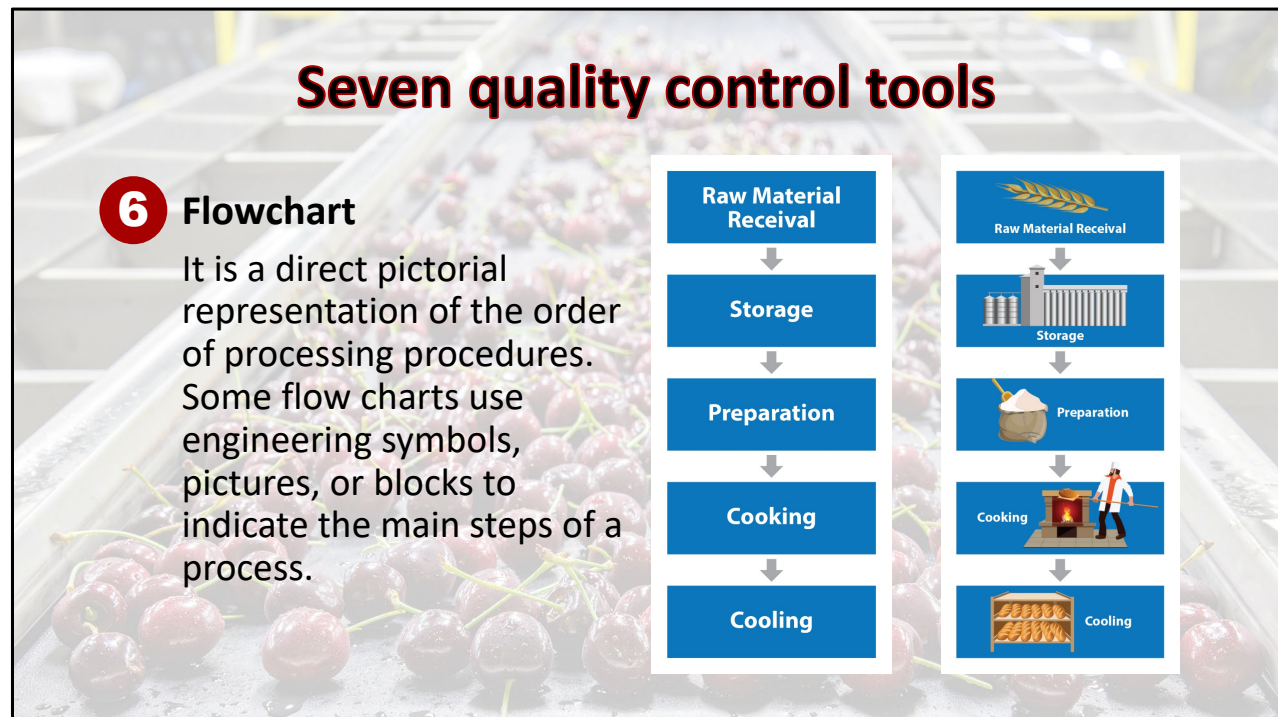 Seven quality control tools
6 Flowchart
It is a direct pictorial
representation of the order
of processing procedures.
Some flow charts use
engineering symbols,
pictures, or blocks to
indicate the main steps of a
process.
Raw Material
Receival
Storage
Preparation
Cooking
Cooling
Raw Material Receival
Storage
Preparation
Cooking
Cooling